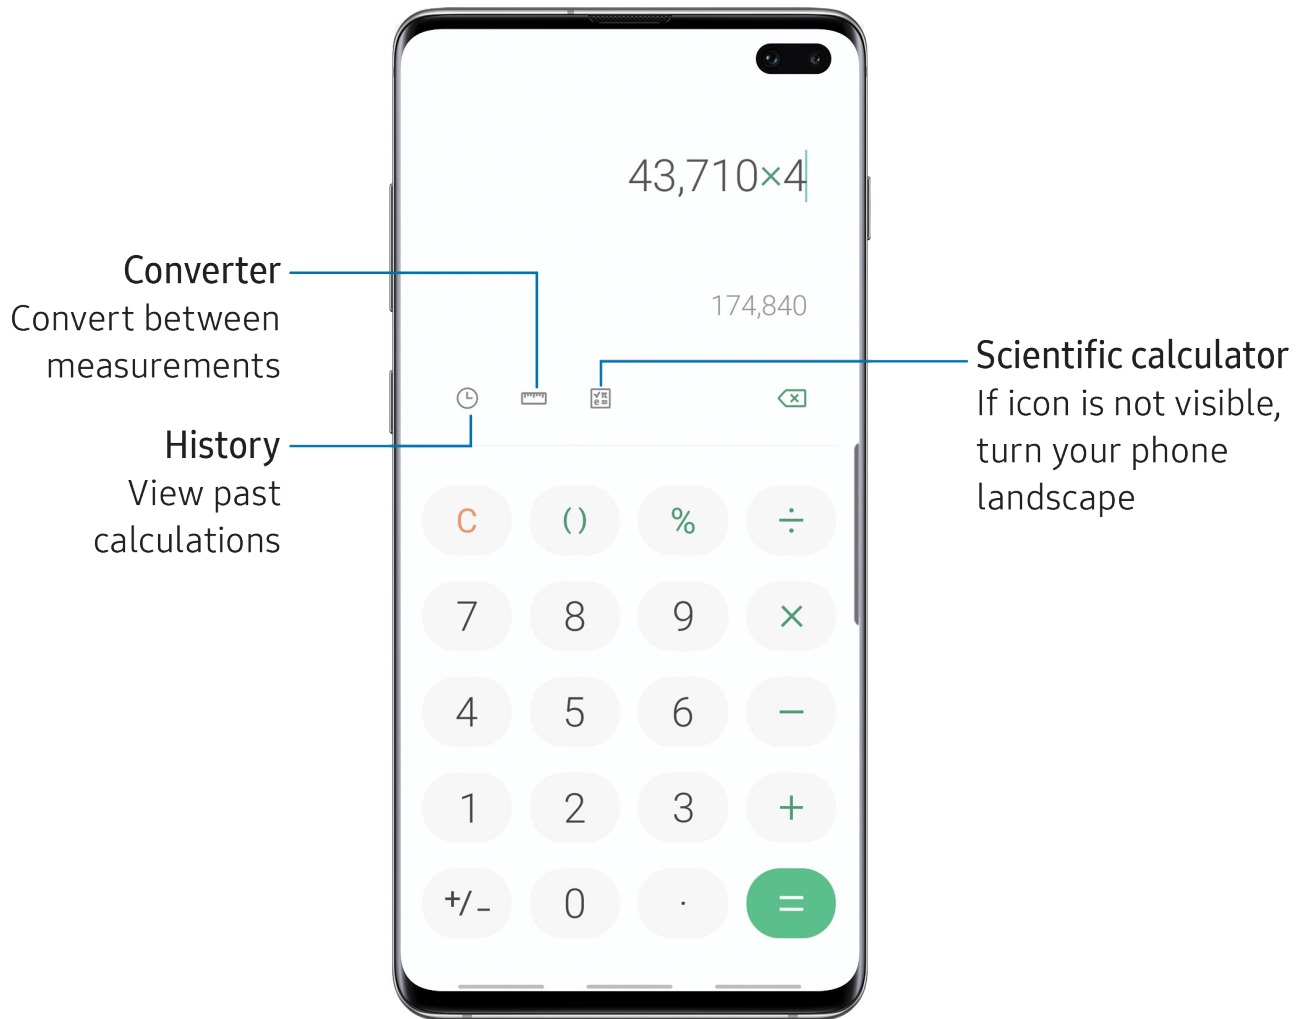 43,710×4
174,840
Converter
Convert between
measurements
History
View past
calculations
Scientific calculator
If icon is not visible,
turn your phone
landscape
√π
e=
C
()
%
÷
7
8
9
×
4
5
6
−
1
2
3
+
+/−
0
.
=